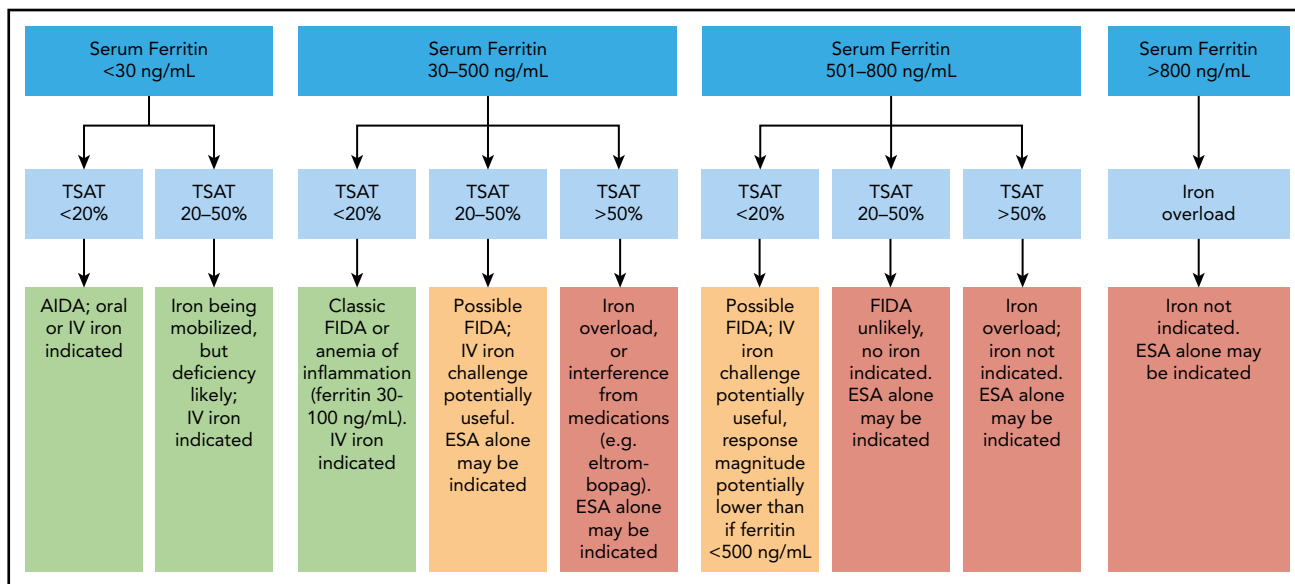 Serum Ferritin
<30 ng/mL
Serum Ferritin
30–500 ng/mL
Serum Ferritin
501–800 ng/mL
Serum Ferritin
>800 ng/mL
TSAT
<20%
TSAT
20–50%
TSAT
<20%
TSAT
20–50%
TSAT
>50%
TSAT
<20%
TSAT
20–50%
TSAT
>50%
Iron
overload
AIDA; oral
or IV iron
indicated
Iron being
mobilized,
but
deficiency
likely;
IV iron
indicated
Classic
FIDA or
anemia of
inflammation
(ferritin 30-
100 ng/mL).
IV iron
indicated
Possible
FIDA;
IV iron
challenge
potentially
useful.
ESA alone
may be
indicated
Iron
overload,
or
interference
from
medications
(e.g.
eltrom-
bopag).
ESA alone
may be
indicated
Possible
FIDA; IV
iron
challenge
potentially
useful,
response
magnitude
potentially
lower than
if ferritin
<500 ng/mL
FIDA
unlikely,
no iron
indicated.
ESA alone
may be
indicated
Iron
overload;
iron not
indicated.
ESA alone
may be
indicated
Iron not
indicated.
ESA alone may
be indicated